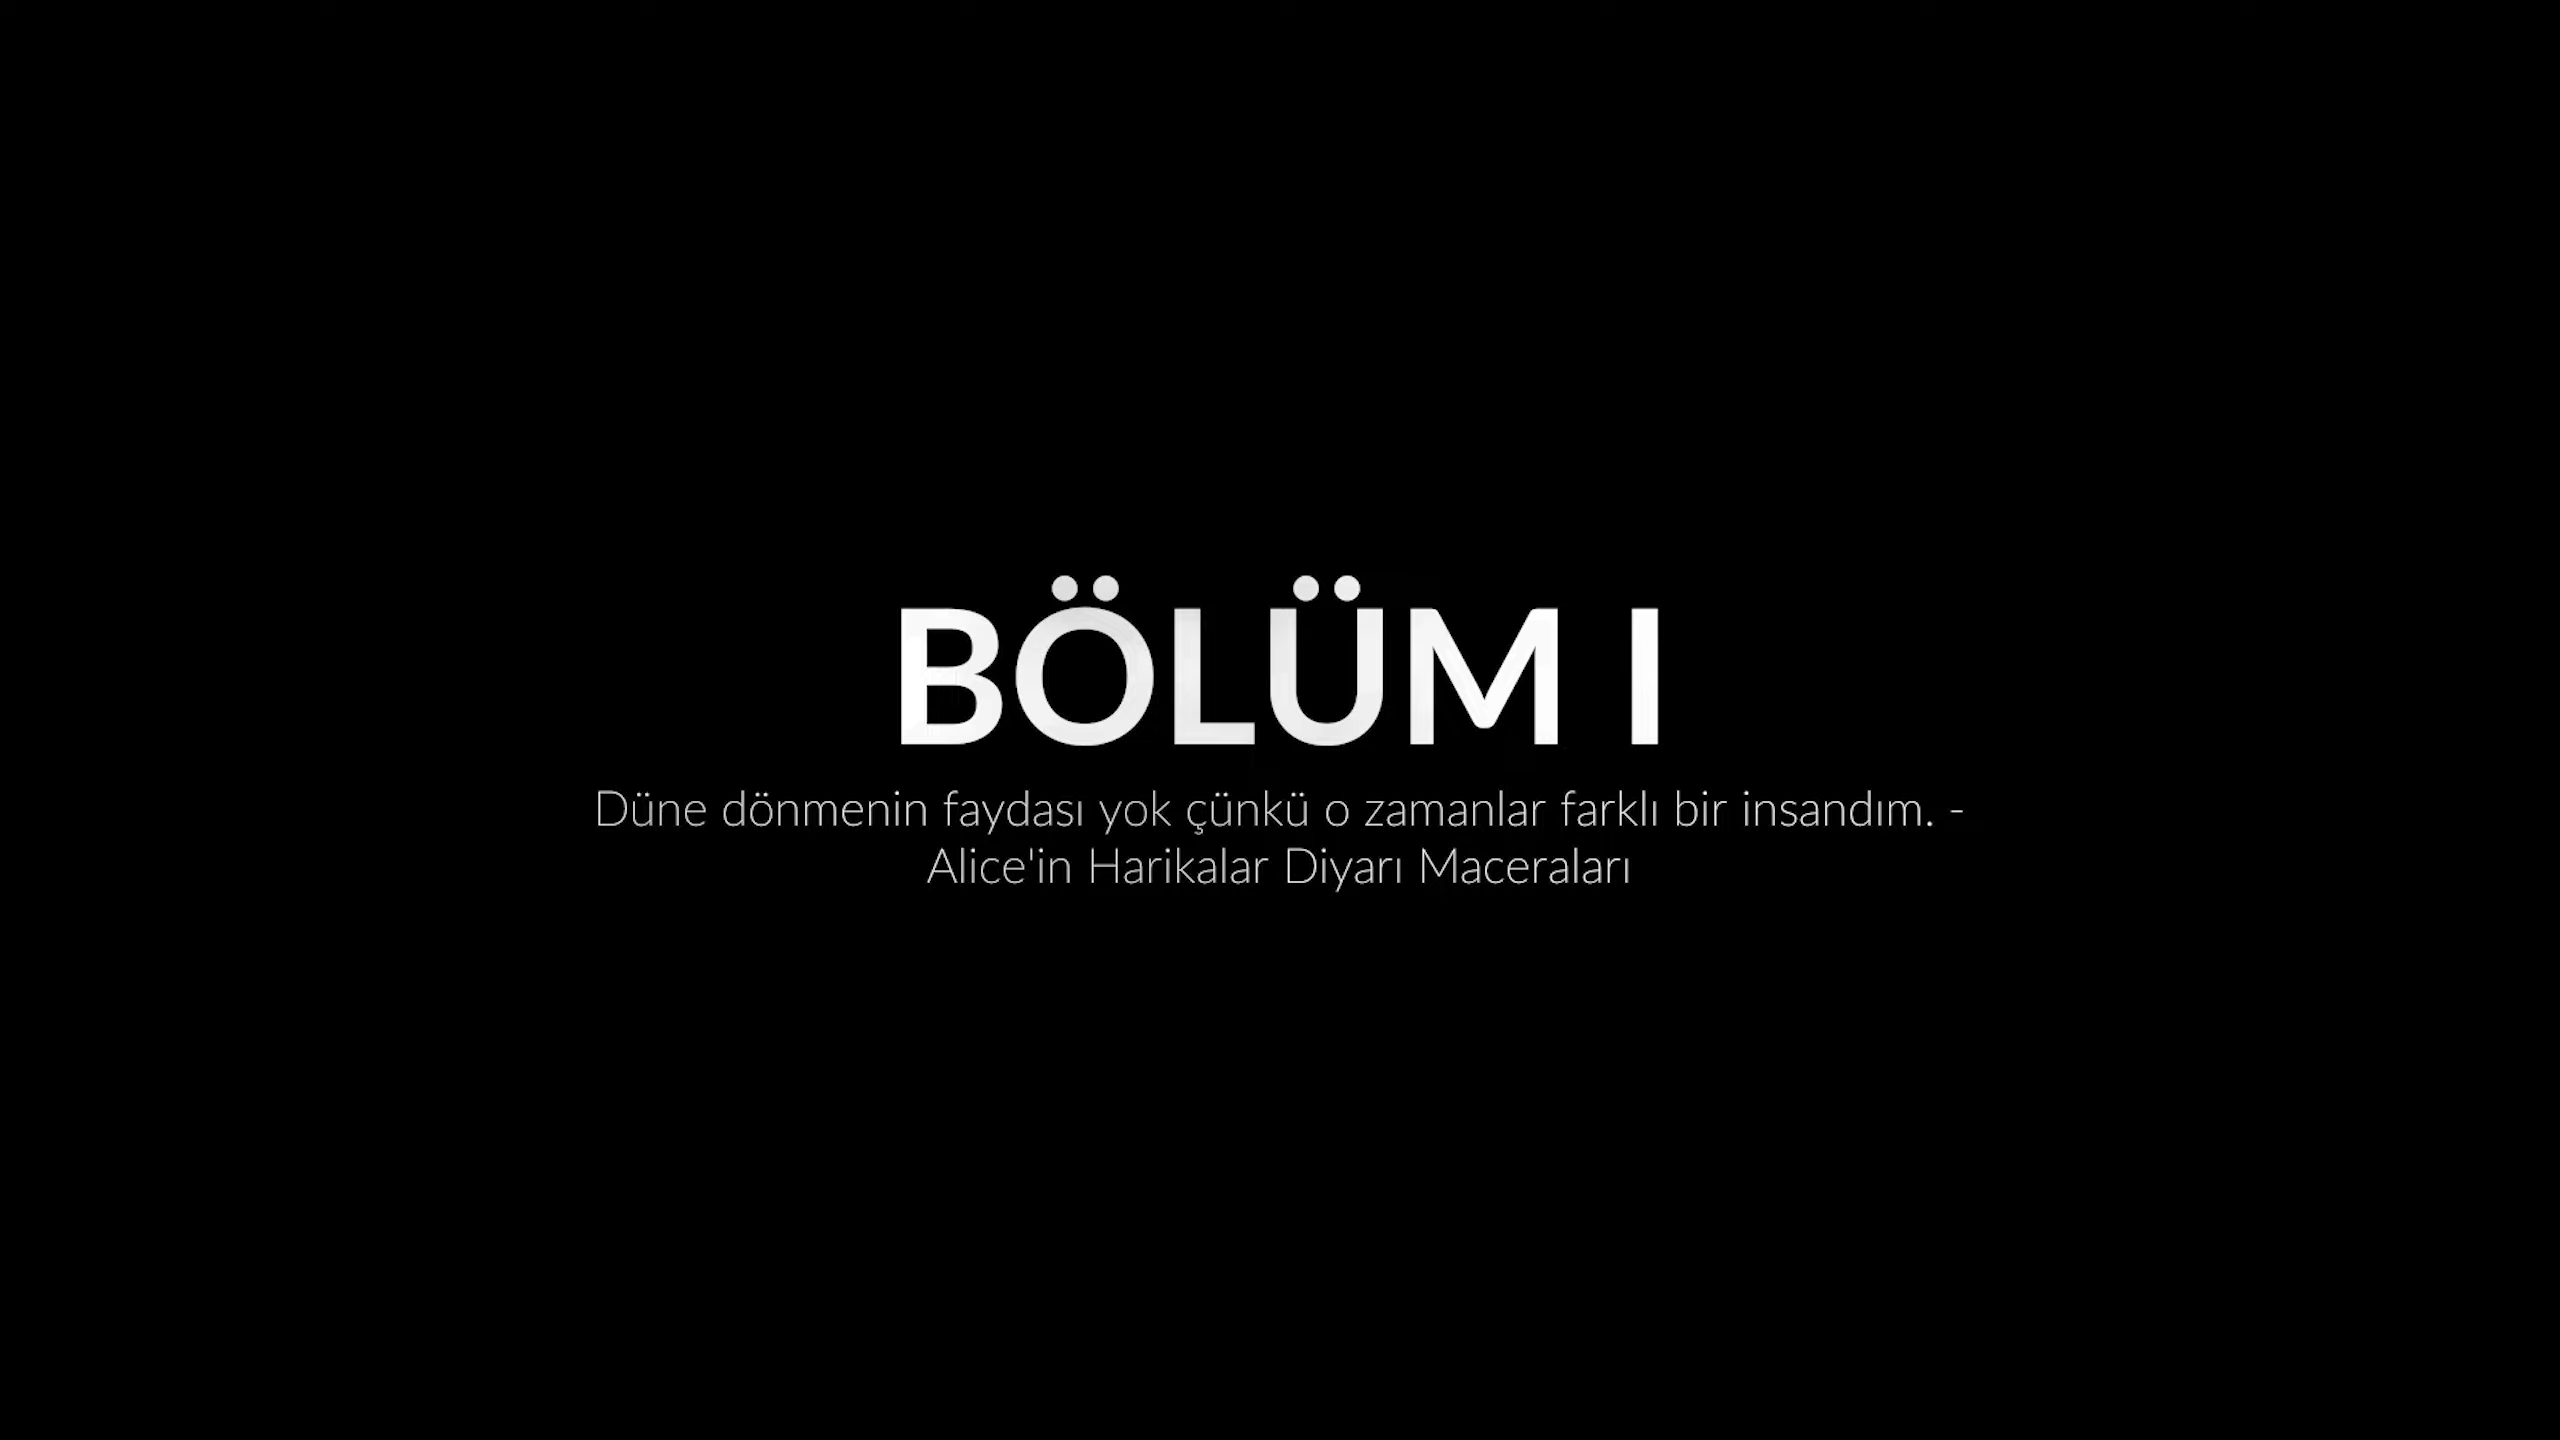 BÖLÜM I
Düne dönmenin faydası yok çünkü o zamanlar farklı bir insandım. -
Alice'in Harikalar Diyarı Maceraları